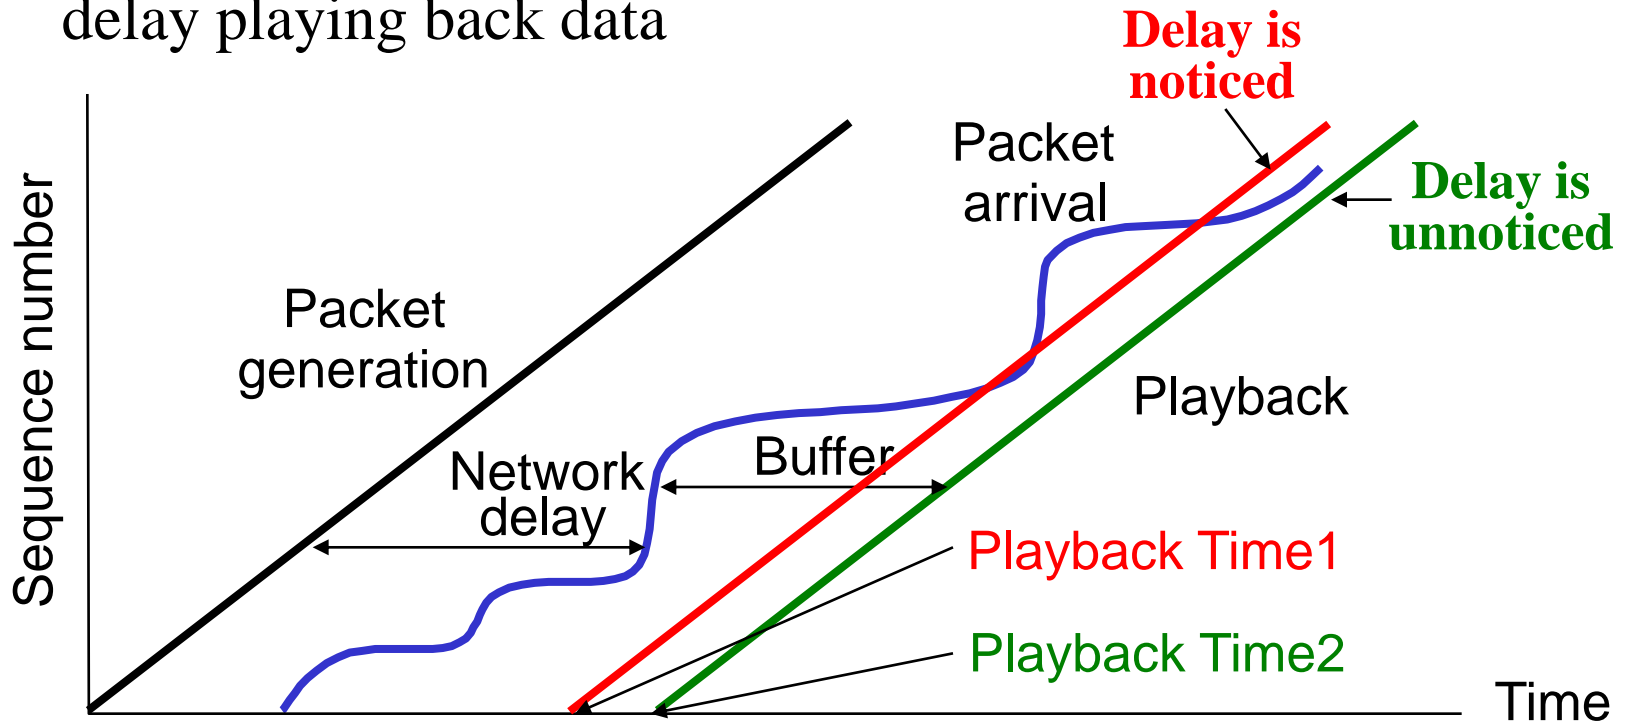 delay playing back data
Delay is
noticed
Packet
arrival
Delay is
unnoticed
Sequence number
Packet
generation
Playback
Network
delay
Buffer
Playback Time1
Playback Time2
Time